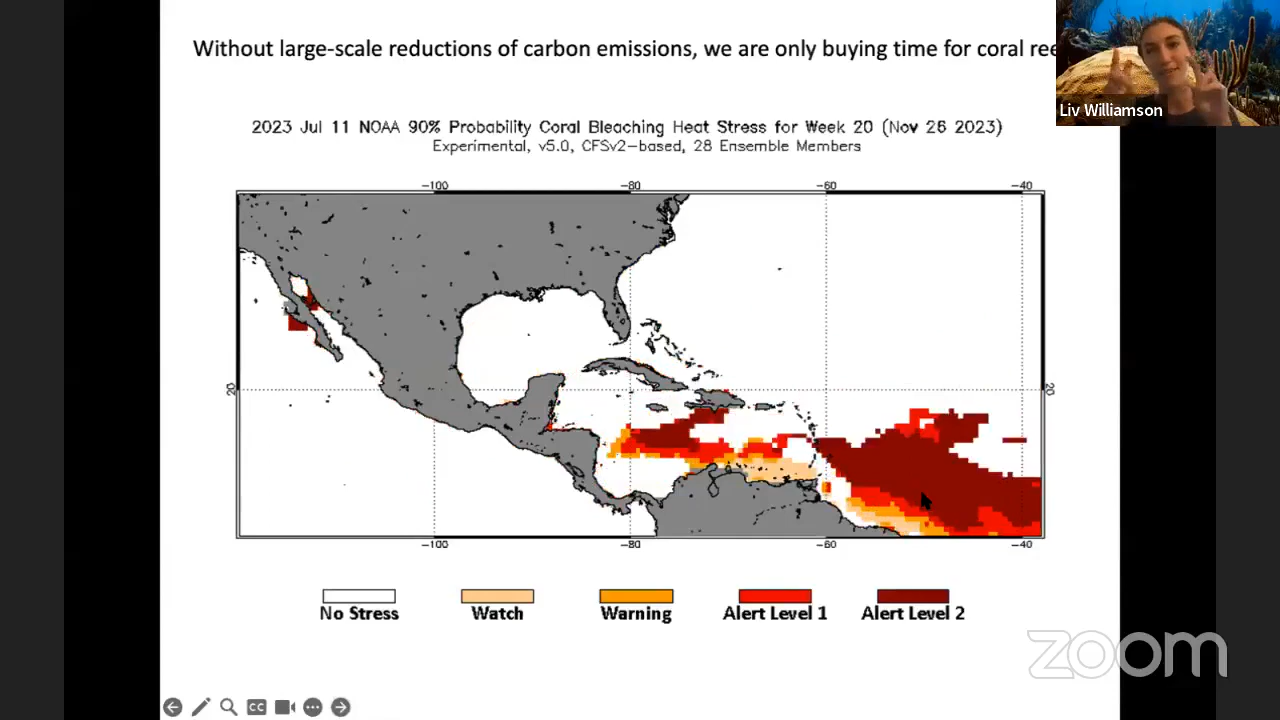 Without large-scale reductions of carbon emissions, we are only buying time for coral ree
Liv Williamson
2023 Jul 11 NOAA 90% Probability Coral Bleaching Heat Stress for Week 20 (Nov 26 2023)
Experimental, v5.0, CFSv2-based, 28 Ensemble Members
-100 -80 -60 -40
20 20
-100 -80 -60 -40
No Stress Watch Warning Alert Level 1 Alert Level 2
zoom
CC